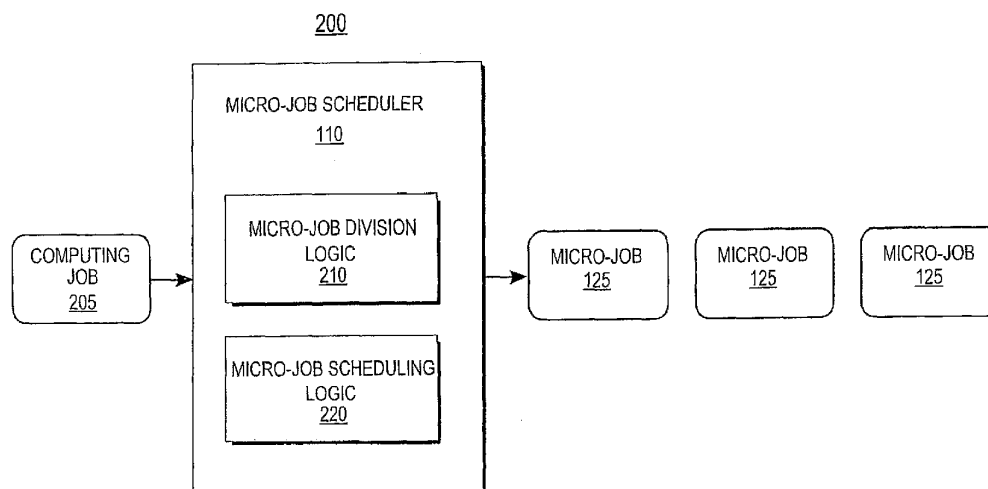 200
MICRO-JOB SCHEDULER
110
MICRO-JOB DIVISION
LOGIC
210
MICRO-JOB SCHEDULING
LOGIC
220
COMPUTING
JOB
205
MICRO-JOB
125
MICRO-JOB
125
MICRO-JOB
125